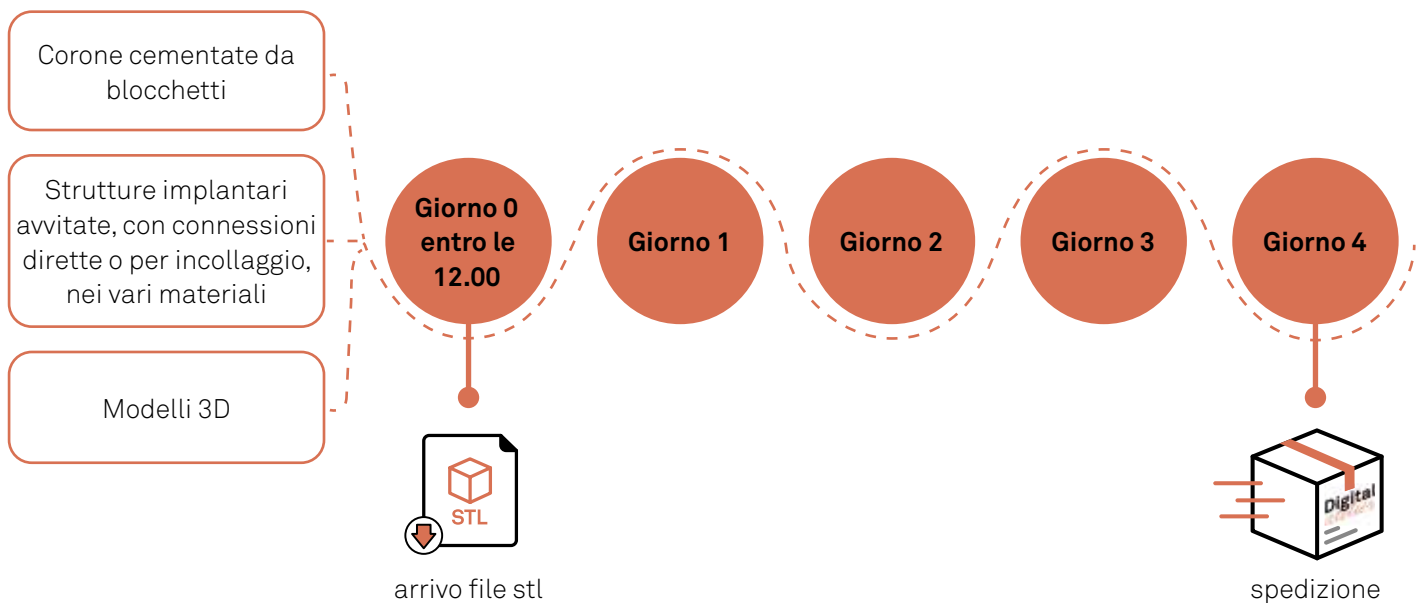 Corone cementate da
blocchetti
Strutture implantari
avvitate, con connessioni
dirette o per incollaggio,
nei vari materiali
Modelli 3D
Giorno 0
entro le
12.00
Giorno 1
Giorno 2
Giorno 3
Giorno 4
STL
arrivo file stl
Digital
spedizione